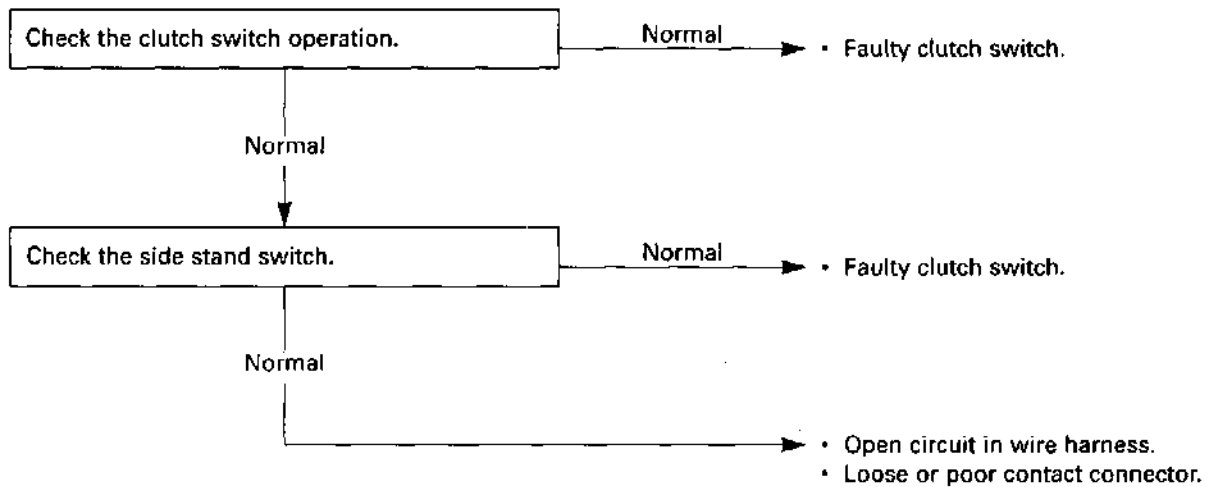 Check the clutch switch operation.
Normal
• Faulty clutch switch.
Normal
Check the side stand switch.
Normal
• Faulty clutch switch.
Normal
• Open circuit in wire harness.
• Loose or poor contact connector.